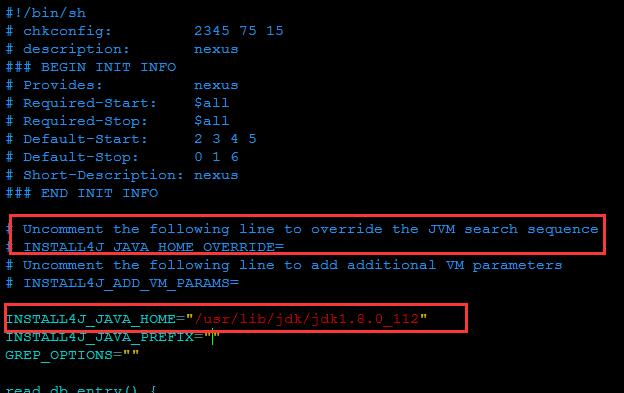 #!/bin/sh
# chkconfig:         2345 75 15
# description:       nexus
### BEGIN INIT INFO
# Provides:          nexus
# Required-Start:    $all
# Required-Stop:     $all
# Default-Start:     2 3 4 5
# Default-Stop:      0 1 6
# Short-Description: nexus
### END INIT INFO
# Uncomment the following line to override the JVM search sequence
# INSTALL4J_JAVA_HOME_OVERRIDE=
# Uncomment the following line to add additional VM parameters
# INSTALL4J_ADD_VM_PARAMS=
INSTALL4J_JAVA_HOME="/usr/lib/jdk/jdk1.8.0_112"
INSTALL4J_JAVA_PREFIX=""
GREP_OPTIONS=""
read_db_entry() {